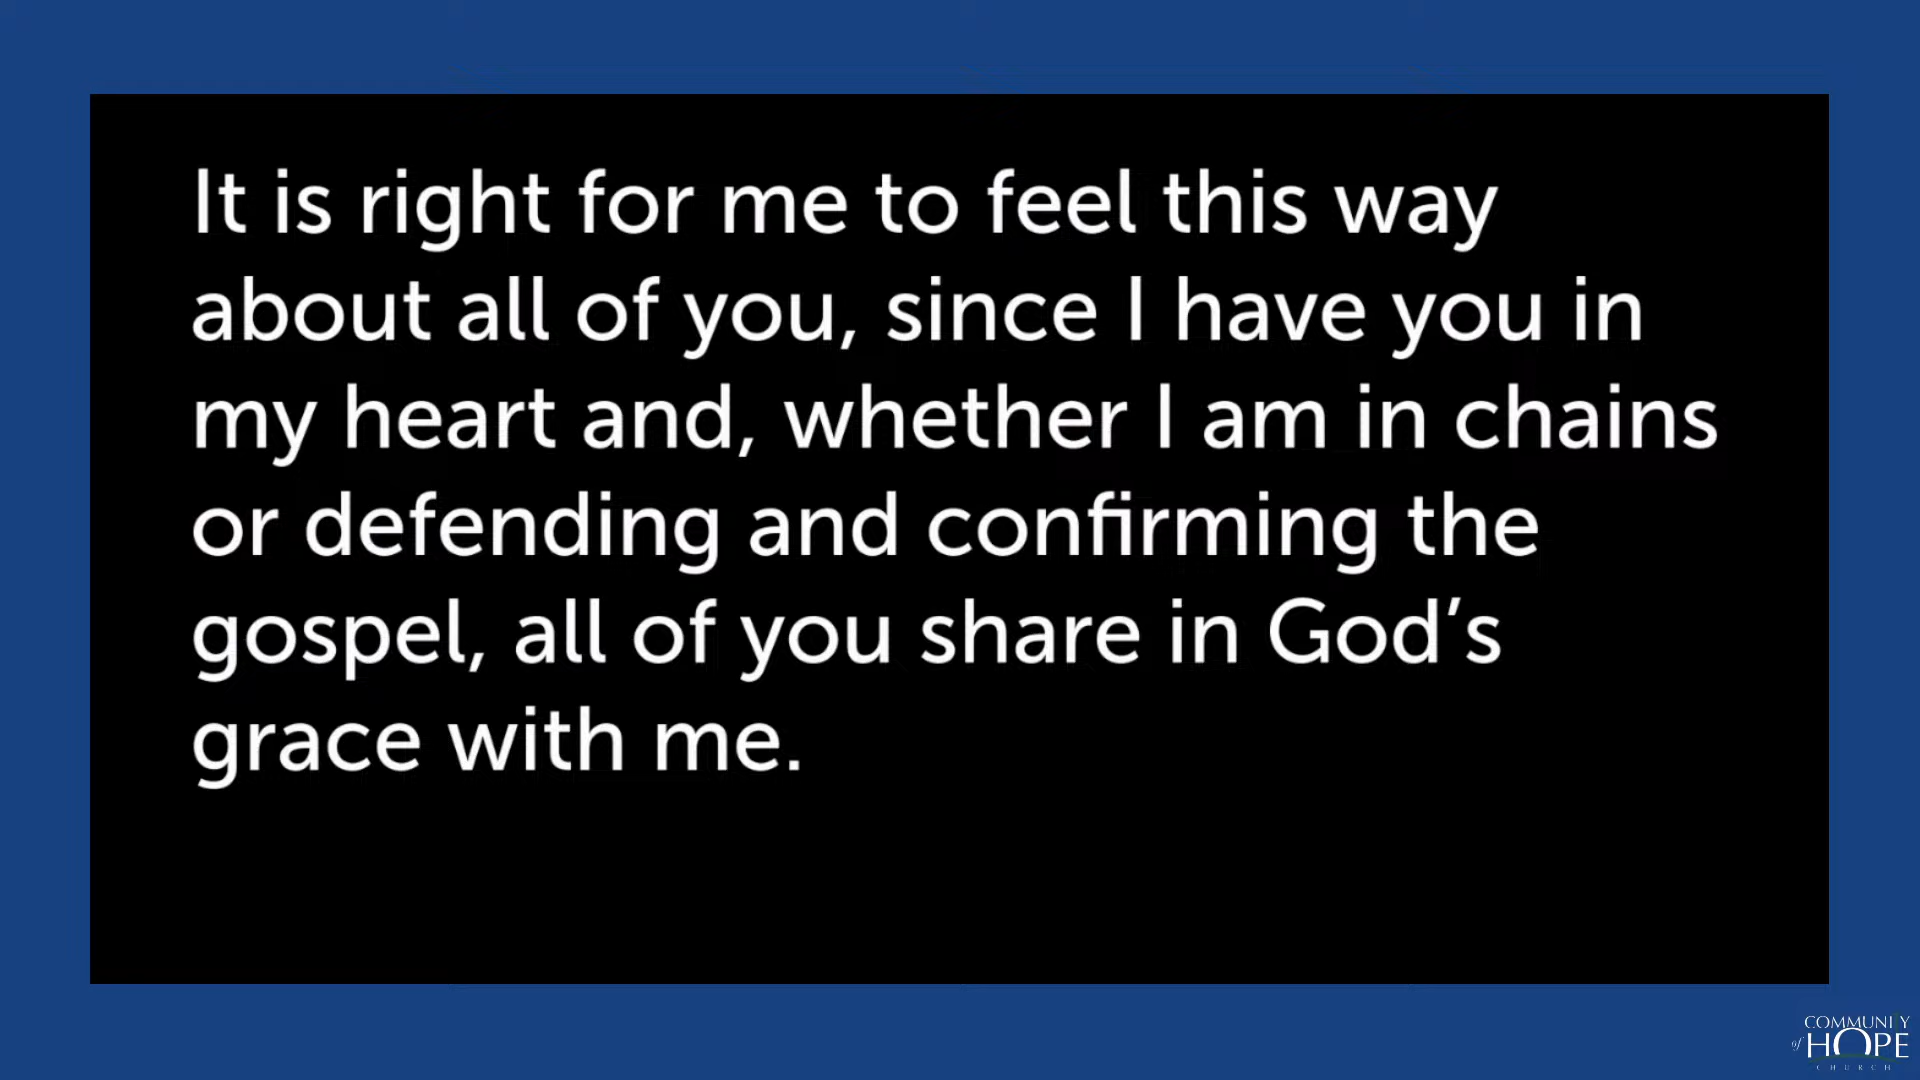 It is right for me to feel this way
about all of you, since I have you in
my heart and, whether I am in chains
or defending and confirming the
gospel, all of you share in God’s
grace with me.
COMMUNITY
of HOPE
CHURCH